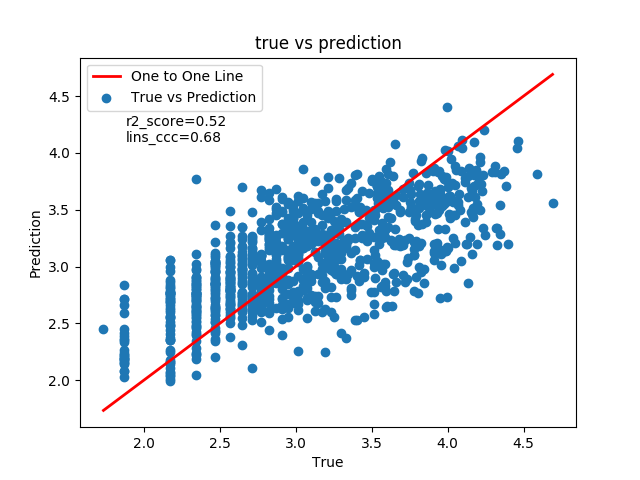 true vs prediction
One to One Line
True vs Prediction
r2_score=0.52
lins_ccc=0.68
4.5
4.0
3.5
3.0
2.5
2.0
Prediction
2.0 2.5 3.0 3.5 4.0 4.5
True